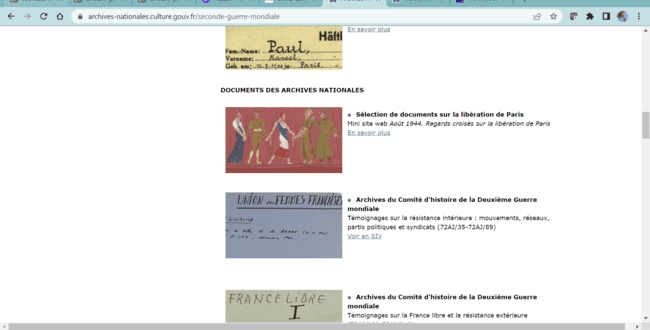 archives-nationales.culture.gouv.fr/seconde-guerre-mondiale
Häftl
Fam.-Name: Paul,
Vorname: Marcel,
Geb. am: Paris.
En savoir plus
DOCUMENTS DES ARCHIVES NATIONALES
Sélection de documents sur la libération de Paris
Mini site web Août 1944. Regards croisés sur la libération de Paris
En savoir plus
UNION des FEMMES FRANÇAISES
Archives du Comité d'histoire de la Deuxième Guerre
mondiale
Témoignages sur la résistance intérieure : mouvements, réseaux,
partis politiques et syndicats (72AJ/35-72AJ/89)
Voir en SIV
FRANCE LIBRE
I
Archives du Comité d'histoire de la Deuxième Guerre
mondiale
Témoignages sur la France libre et la résistance extérieure